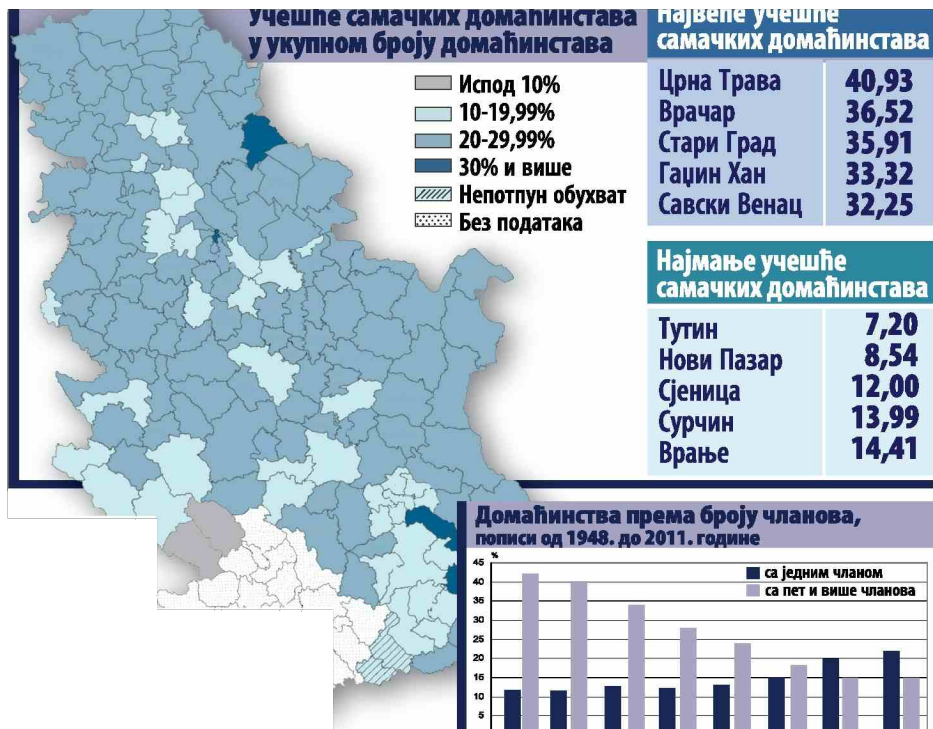 Учешће самачких домаћинстава
у укупном броју домаћинстава
Испод 10%
10-19,99%
20-29,99%
30% и више
Непотпун обухват
Без података
Највеће учешће
самачких домаћинстава
Црна Трава 40,93
Врачар 36,52
Стари Град 35,91
Гаџин Хан 33,32
Савски Венац 32,25
Најмање учешће
самачких домаћинстава
Тутин 7,20
Нови Пазар 8,54
Сјеница 12,00
Сурчин 13,99
Врање 14,41
Домаћинства према броју чланова,
пописи од 1948. до 2011. године
%
45
40
35
30
25
20
15
10
5
са једним чланом
са пет и више чланова